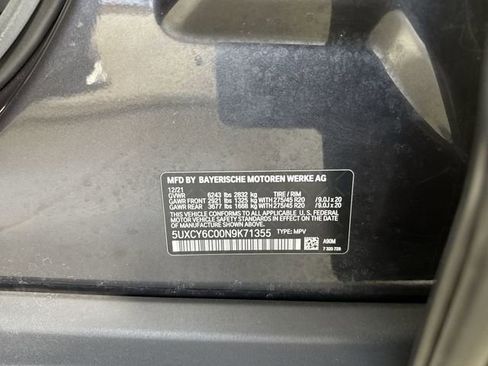 MFD BY BAYERISCHE MOTOREN WERKE AG
12/21
GVWR 6243 lbs 2832 kg TIRE / RIM
GAWR FRONT 2921 lbs 1325 kg WITH 275/45 R20 /9.0J x 20
GAWR REAR 3677 lbs 1668 kg WITH 275/45 R20 /9.0J x 20
THIS VEHICLE CONFORMS TO ALL APPLICABLE
U.S. FEDERAL MOTOR VEHICLE SAFETY STANDARDS
IN EFFECT ON THE DATE OF MANUFACTURE SHOWN ABOVE.
5UXCY6C00N9K71355 TYPE: MPV
A90M